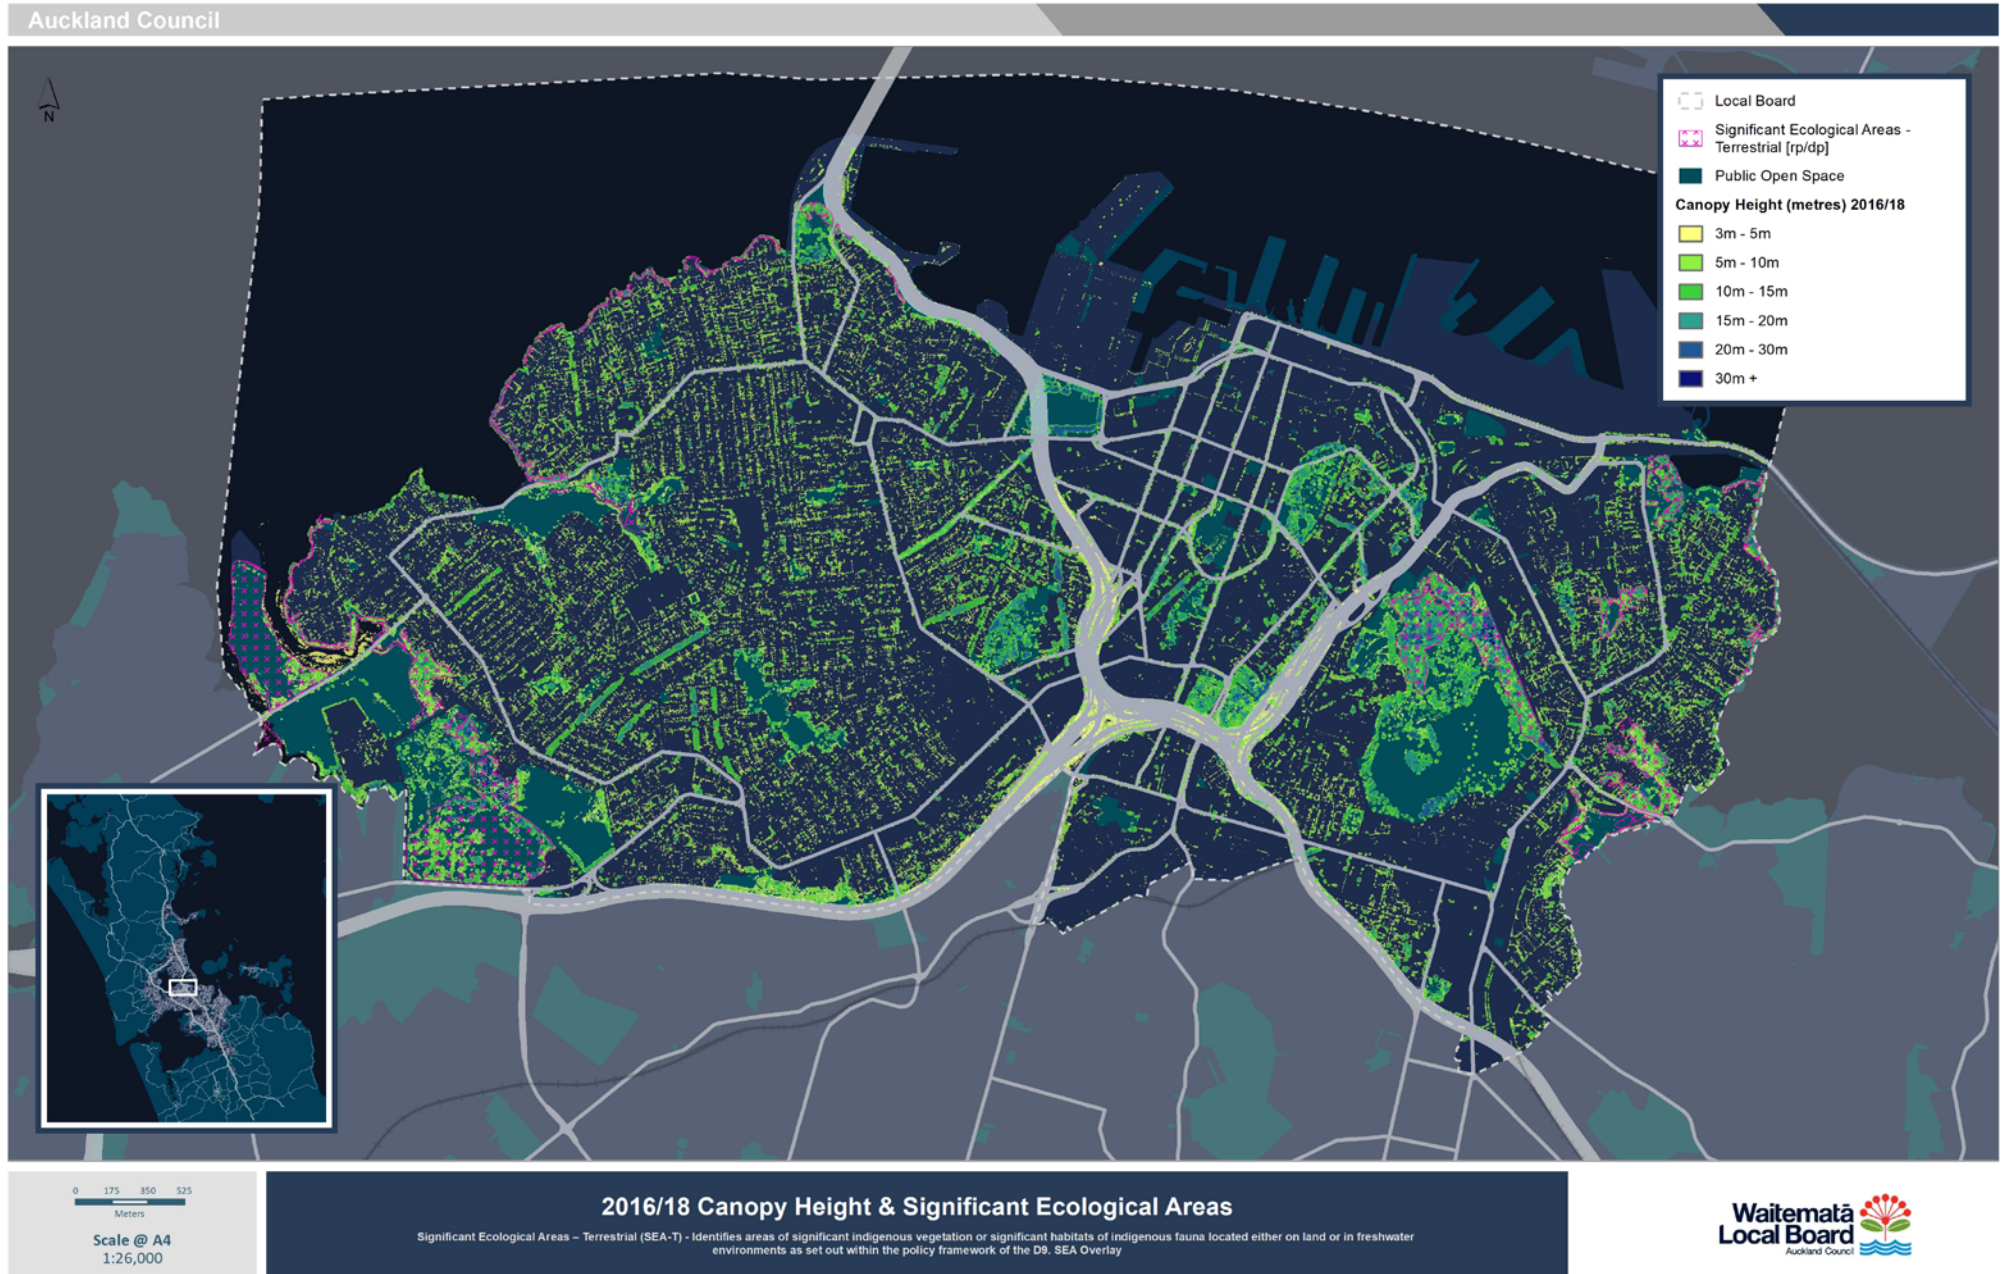 Auckland Council
N
Local Board
Significant Ecological Areas -
Terrestrial [rp/dp]
Public Open Space
Canopy Height (metres) 2016/18
3m - 5m
5m - 10m
10m - 15m
15m - 20m
20m - 30m
30m +
0 175 350 525
Meters
Scale @ A4
1:26,000
2016/18 Canopy Height & Significant Ecological Areas
Significant Ecological Areas – Terrestrial (SEA-T) - Identifies areas of significant indigenous vegetation or significant habitats of indigenous fauna located either on land or in freshwater
environments as set out within the policy framework of the D9. SEA Overlay
Waitematā
Local Board
Auckland Council